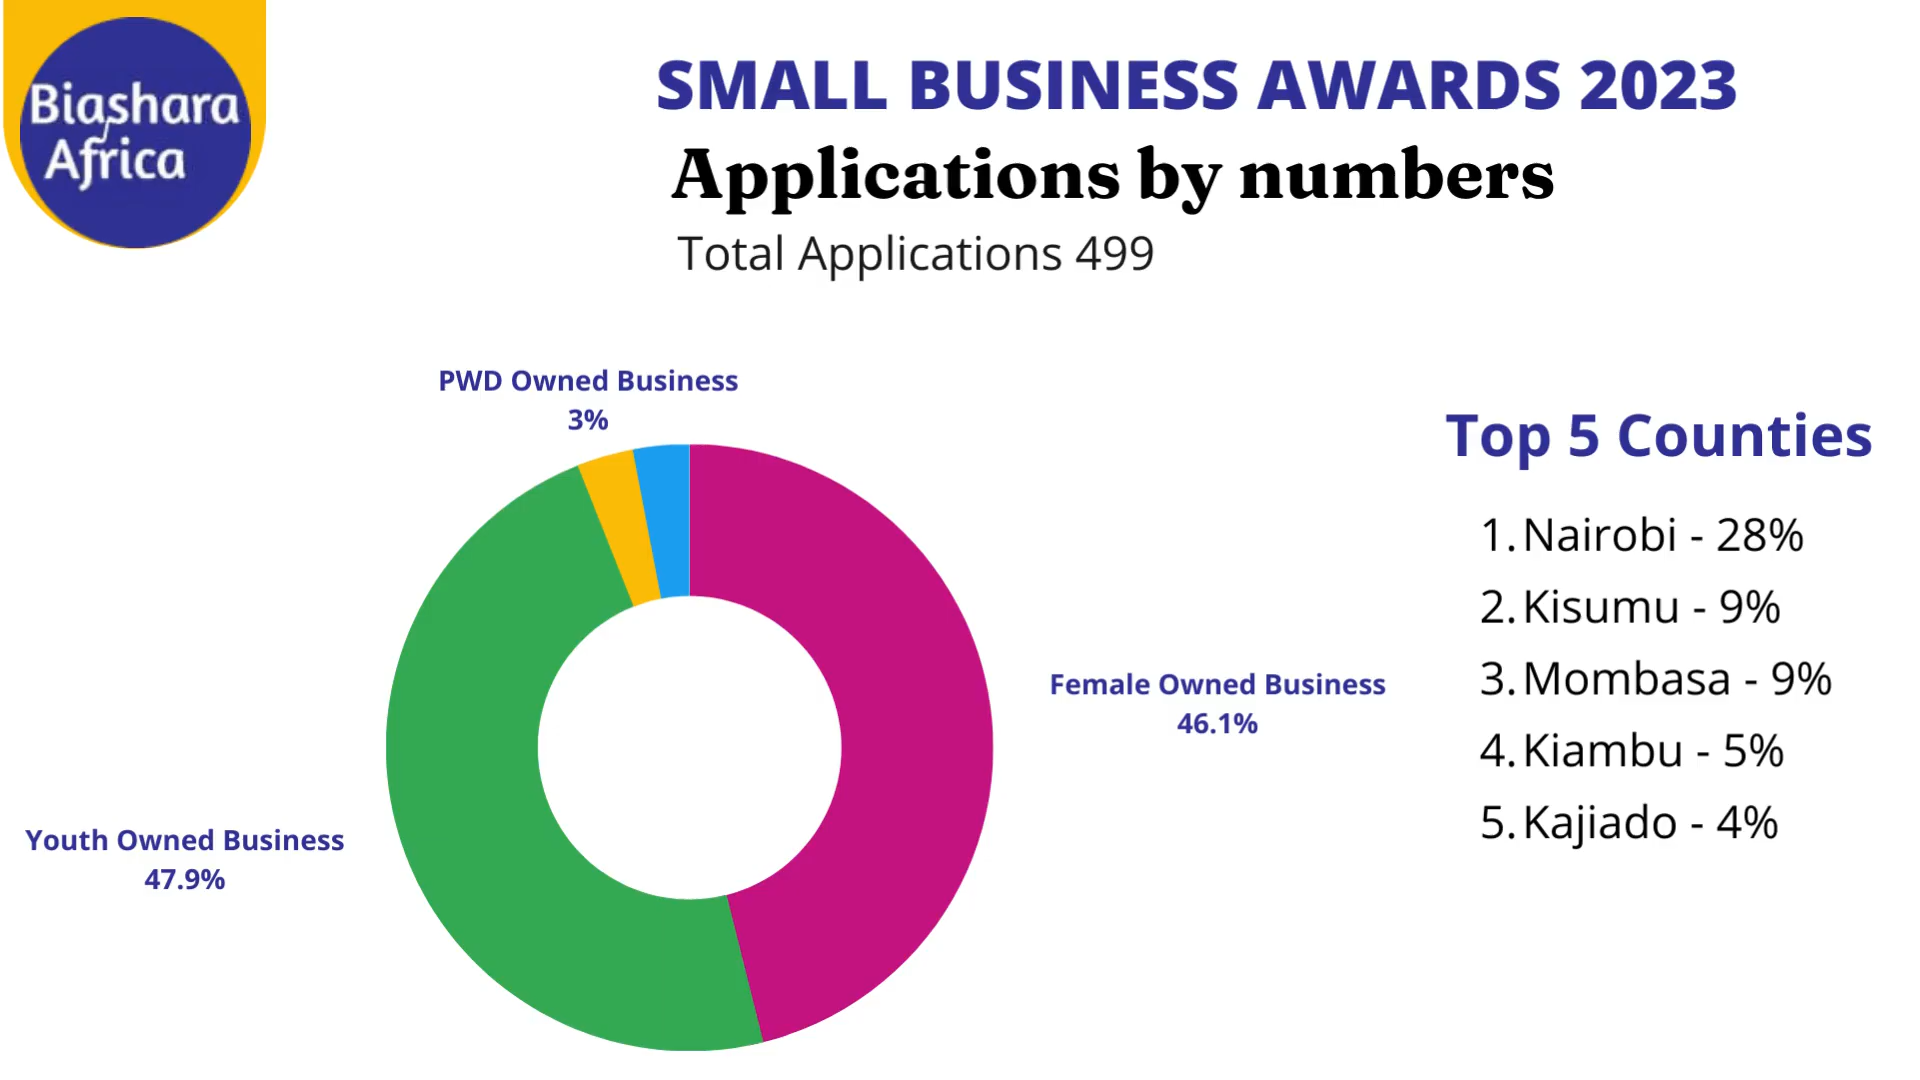 Biashara
Africa
SMALL BUSINESS AWARDS 2023
Applications by numbers
Total Applications 499
PWD Owned Business
3%
Female Owned Business
46.1%
Youth Owned Business
47.9%
Top 5 Counties
1. Nairobi - 28%
2. Kisumu - 9%
3. Mombasa - 9%
4. Kiambu - 5%
5. Kajiado - 4%